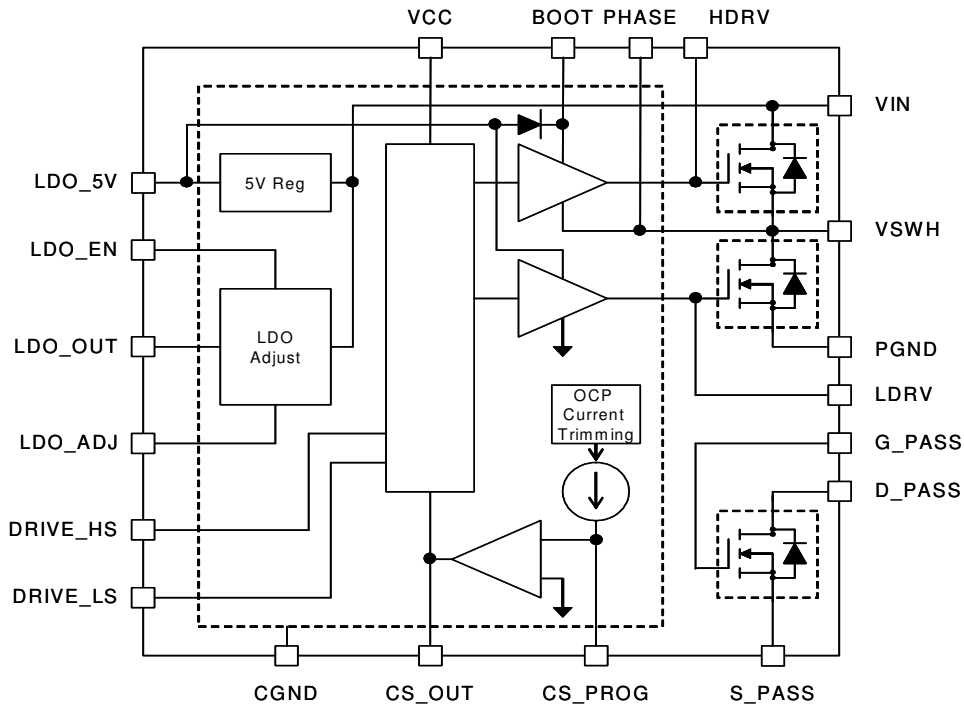 VCC
BOOT PHASE
HDRV
VIN
LDO_5V
5V Reg
VSWH
LDO_EN
LDO_OUT
LDO
Adjust
PGND
LDRV
OCP
Current
Trimming
LDO_ADJ
G_PASS
D_PASS
DRIVE_HS
DRIVE_LS
CGND
CS_OUT
CS_PROG
S_PASS